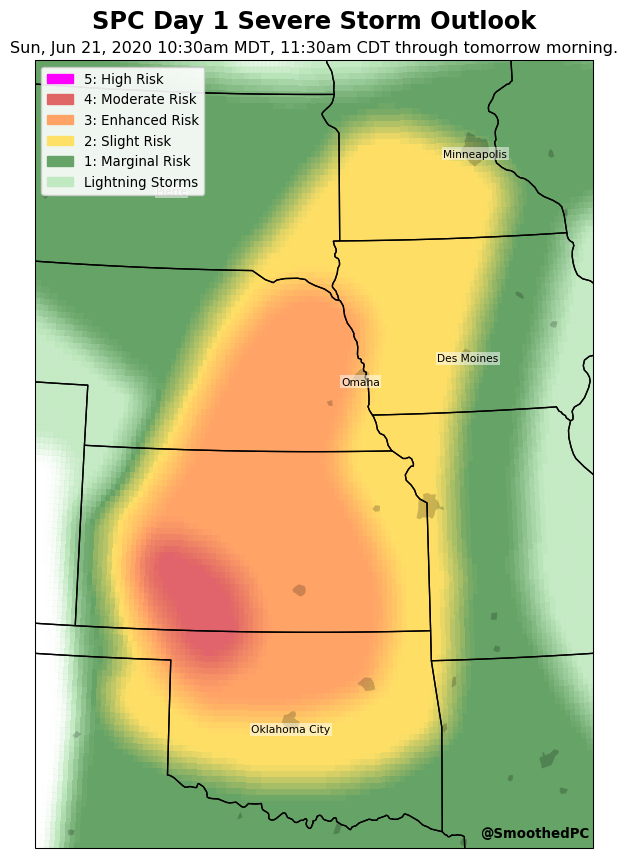 SPC Day 1 Severe Storm Outlook
Sun, Jun 21, 2020 10:30am MDT, 11:30am CDT through tomorrow morning.
5: High Risk
4: Moderate Risk
3: Enhanced Risk
2: Slight Risk
1: Marginal Risk
Lightning Storms
Minneapolis
Des Moines
Omaha
Oklahoma City
@SmoothedPC